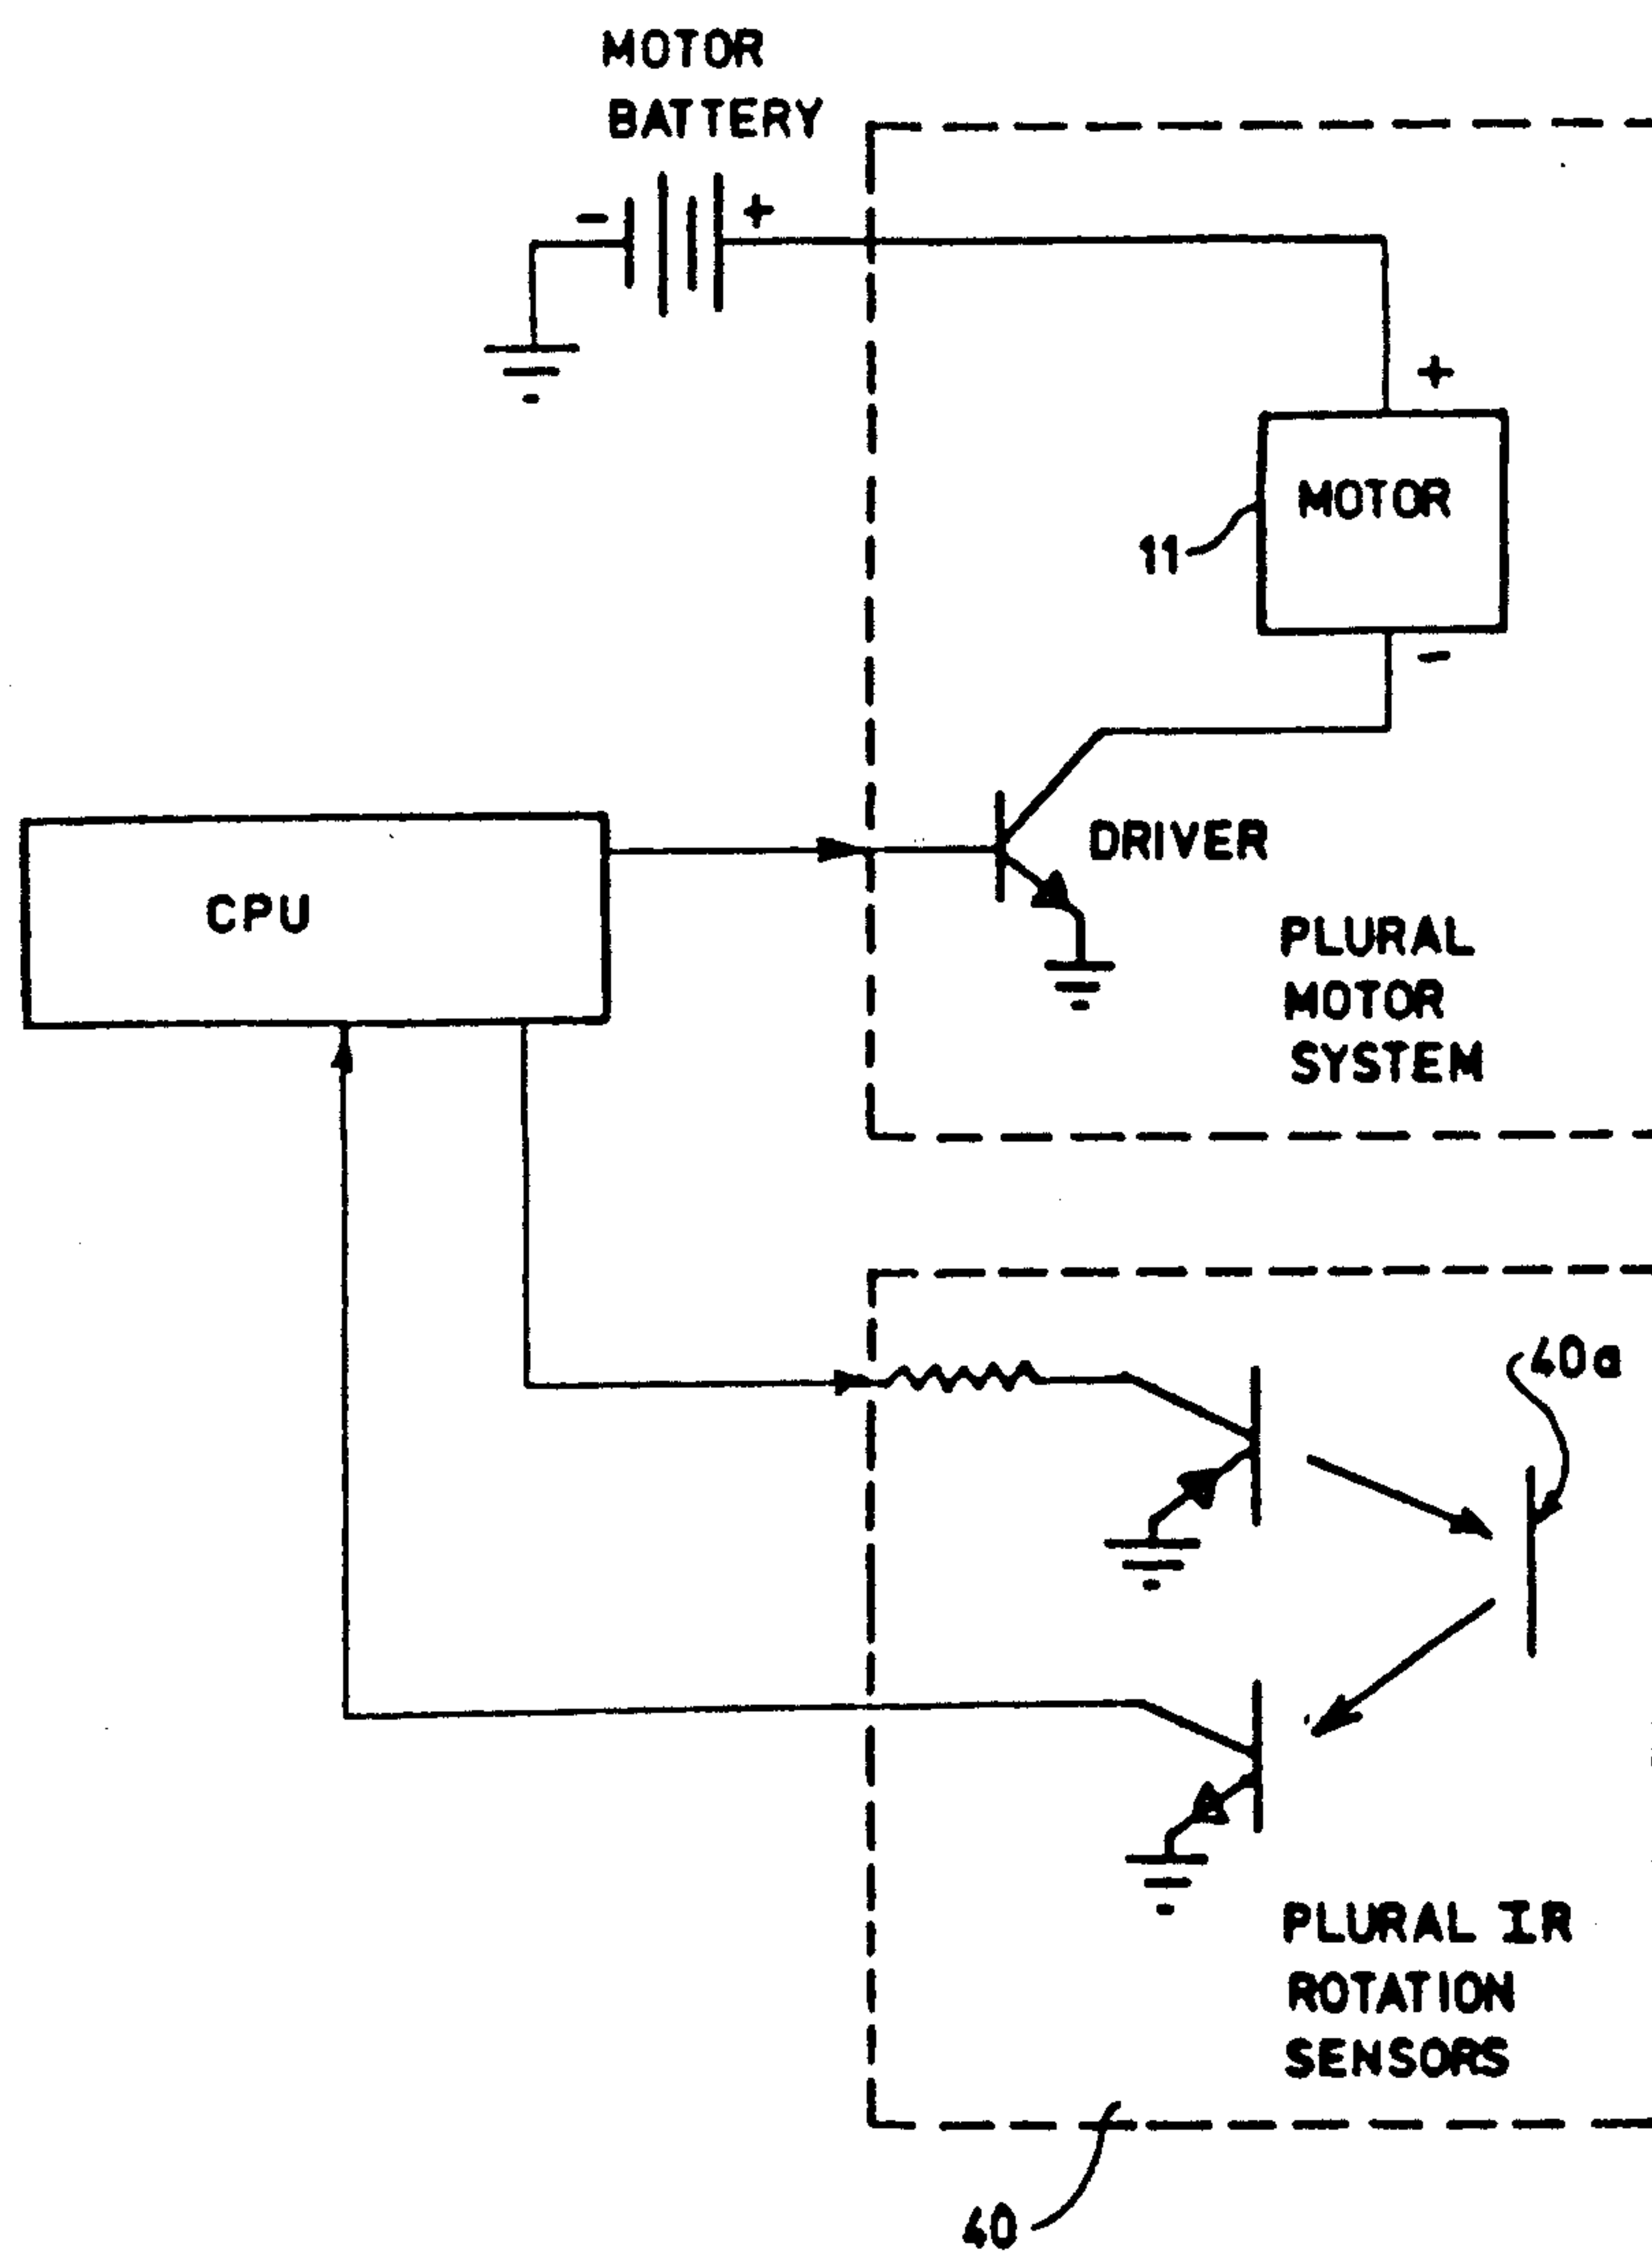 MOTOR
BATTERY
-
+
+
MOTOR
11
-
CPU
DRIVER
PLURAL
MOTOR
SYSTEM
40a
PLURAL IR
ROTATION
SENSORS
40